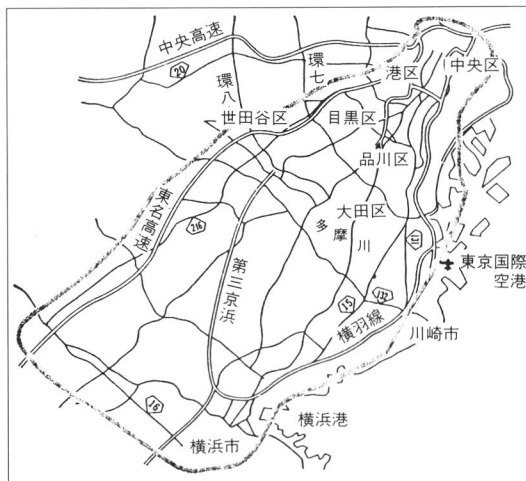 中央高速
20
環八
環七
港区
中央区
世田谷区
目黒区
品川区
東名高速
246
大田区
多摩川
131
東京国際
空港
第三京浜
15
132
横羽線
川崎市
16
横浜港
横浜市